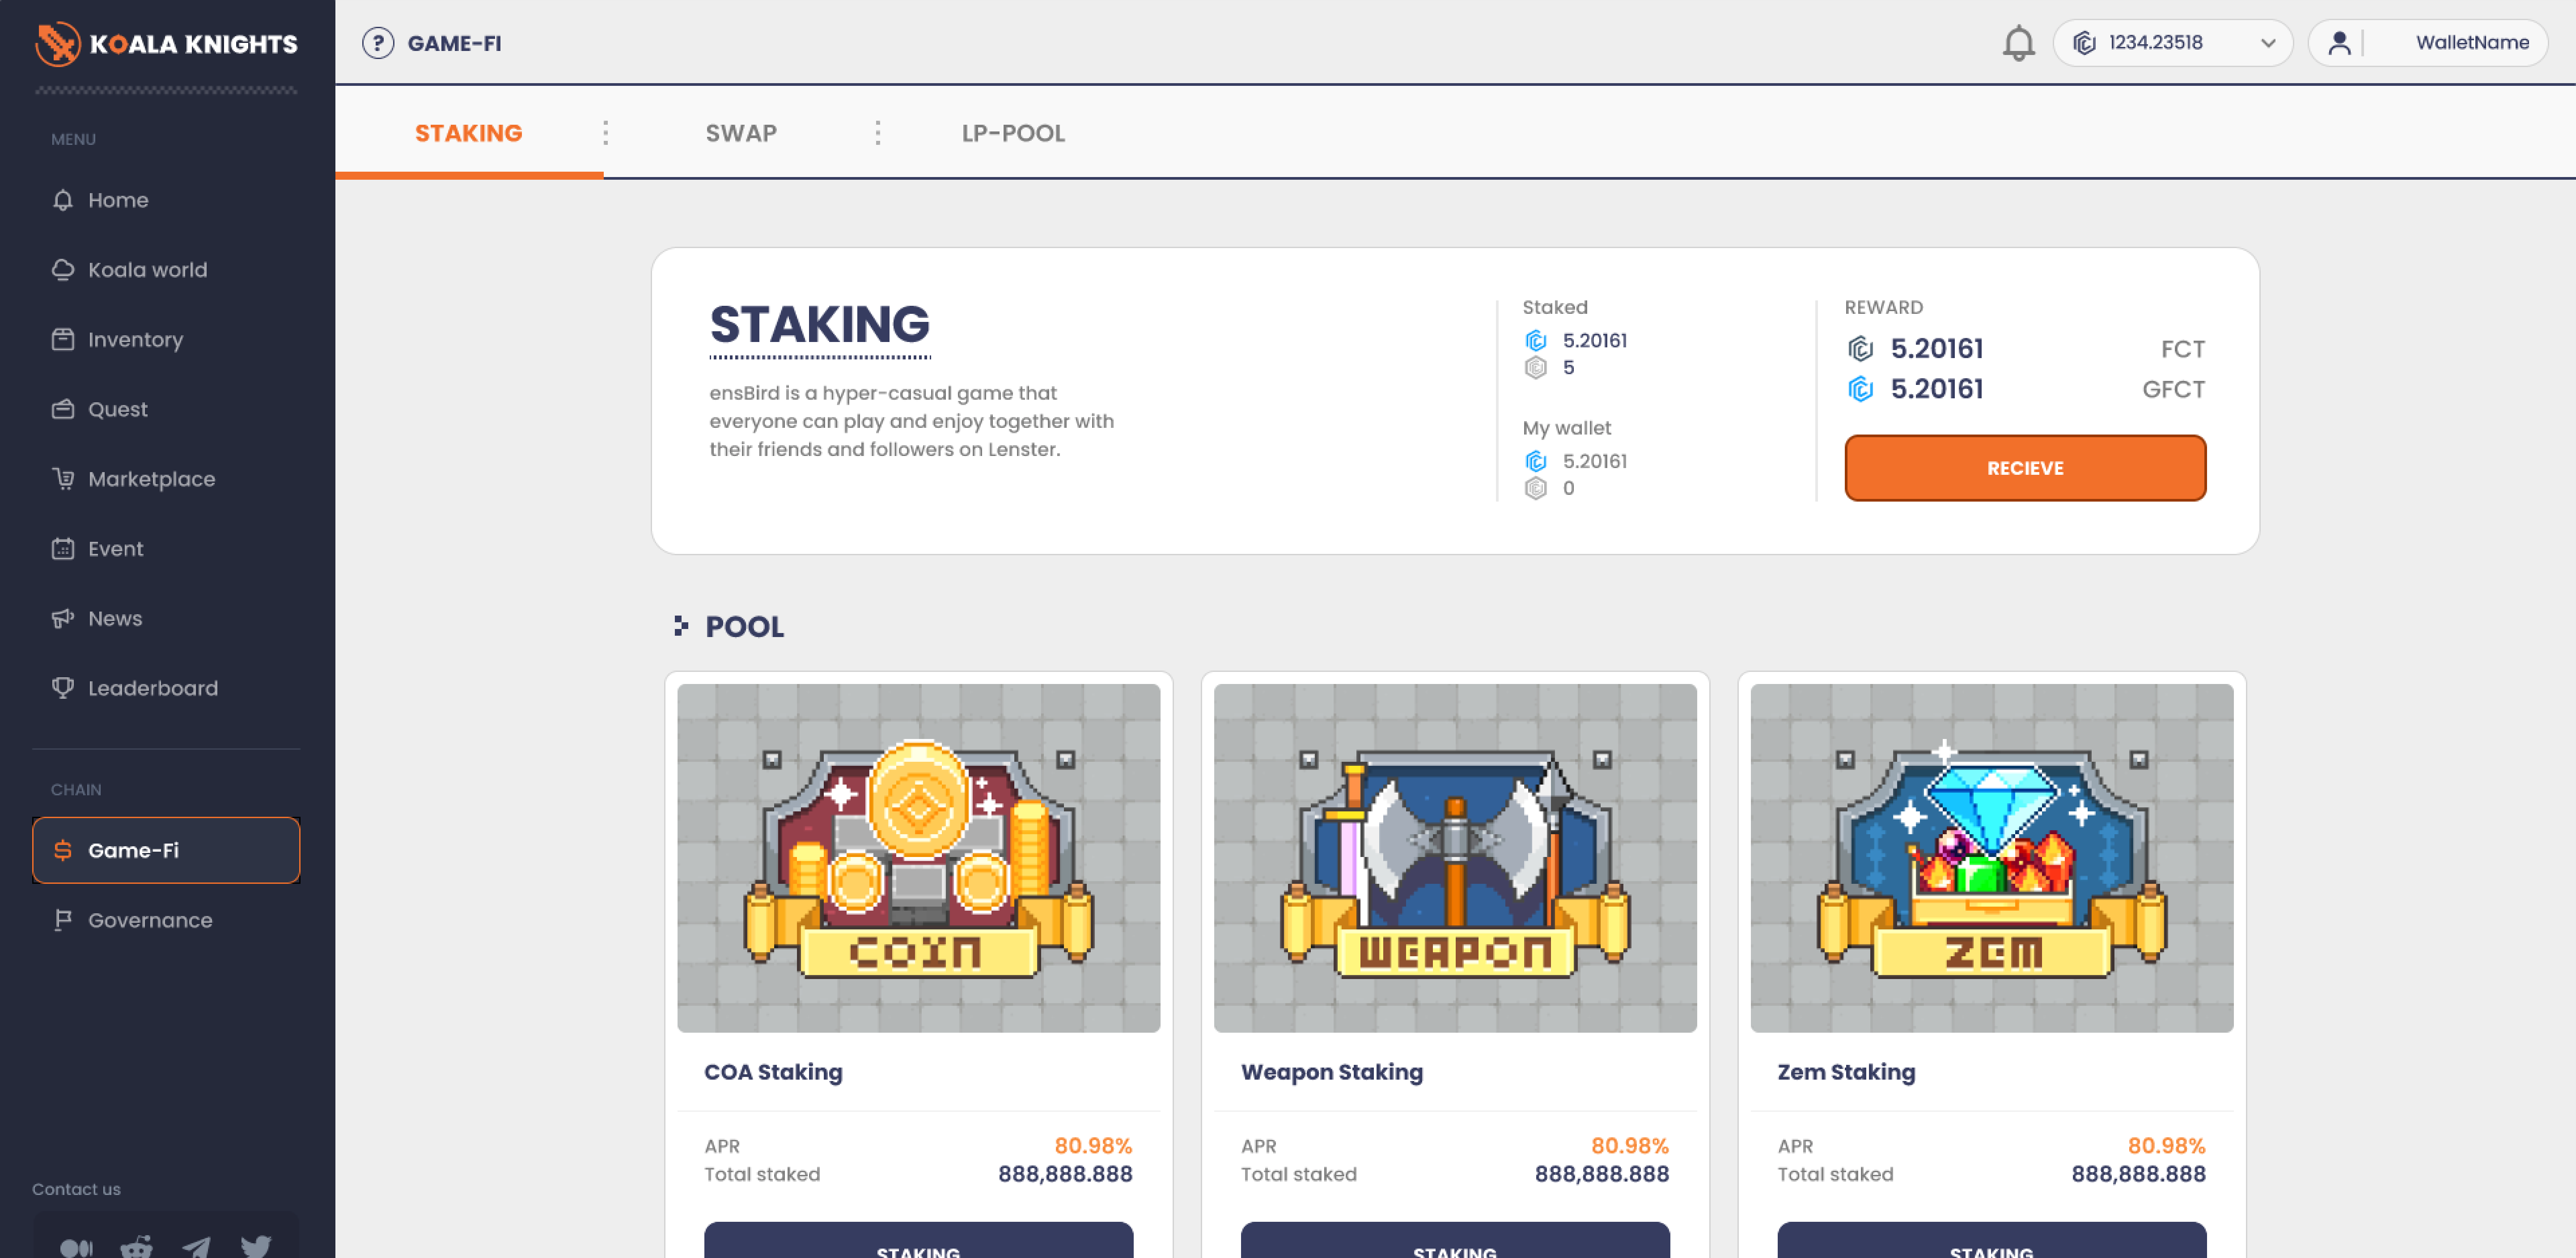 KOALA KNIGHTS
MENU
Home
Koala world
Inventory
Quest
Marketplace
Event
News
Leaderboard
CHAIN
Game-Fi
Governance
Contact us
? GAME-FI
1234.23518
WalletName
STAKING
SWAP
LP-POOL
STAKING
ensBird is a hyper-casual game that
everyone can play and enjoy together with
their friends and followers on Lenster.
Staked
5.20161
5
My wallet
5.20161
0
REWARD
5.20161 FCT
5.20161 GFCT
RECIEVE
POOL
COIN
COA Staking
APR 80.98%
Total staked 888,888.888
STAKING
WEAPON
Weapon Staking
APR 80.98%
Total staked 888,888.888
STAKING
ZEM
Zem Staking
APR 80.98%
Total staked 888,888.888
STAKING